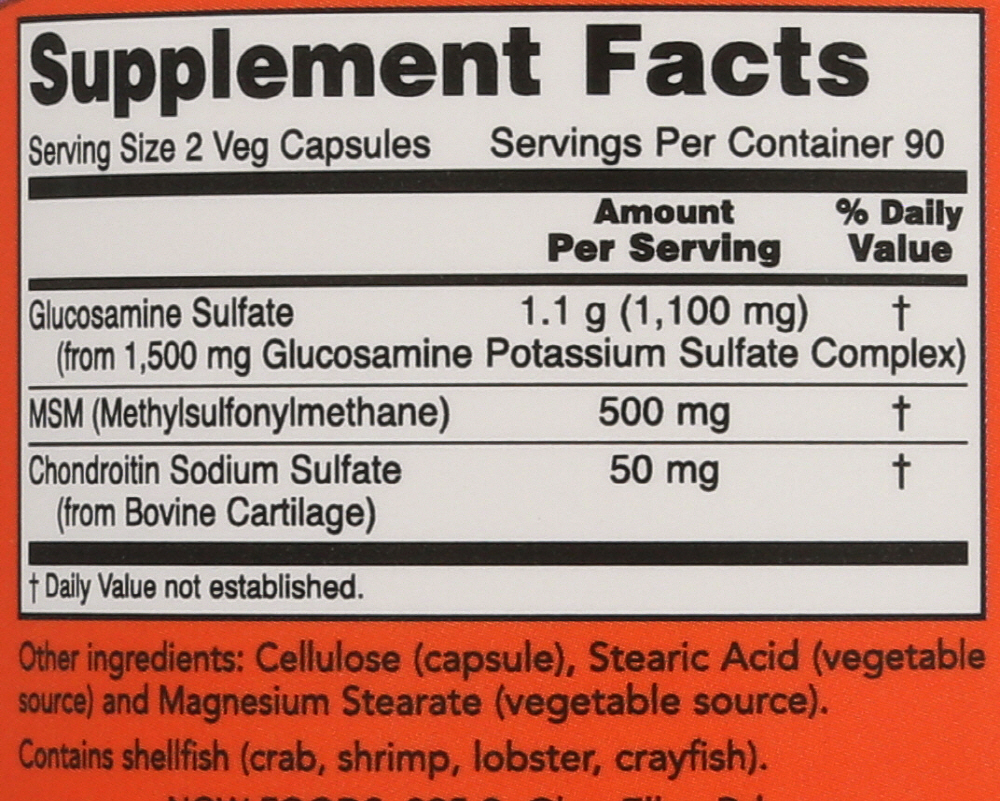 Supplement Facts
Serving Size 2 Veg Capsules Servings Per Container 90
Amount Per Serving % Daily Value
Glucosamine Sulfate 1.1 g (1,100 mg) †
(from 1,500 mg Glucosamine Potassium Sulfate Complex)
MSM (Methylsulfonylmethane) 500 mg †
Chondroitin Sodium Sulfate 50 mg †
(from Bovine Cartilage)
† Daily Value not established.
Other ingredients: Cellulose (capsule), Stearic Acid (vegetable
source) and Magnesium Stearate (vegetable source).
Contains shellfish (crab, shrimp, lobster, crayfish).